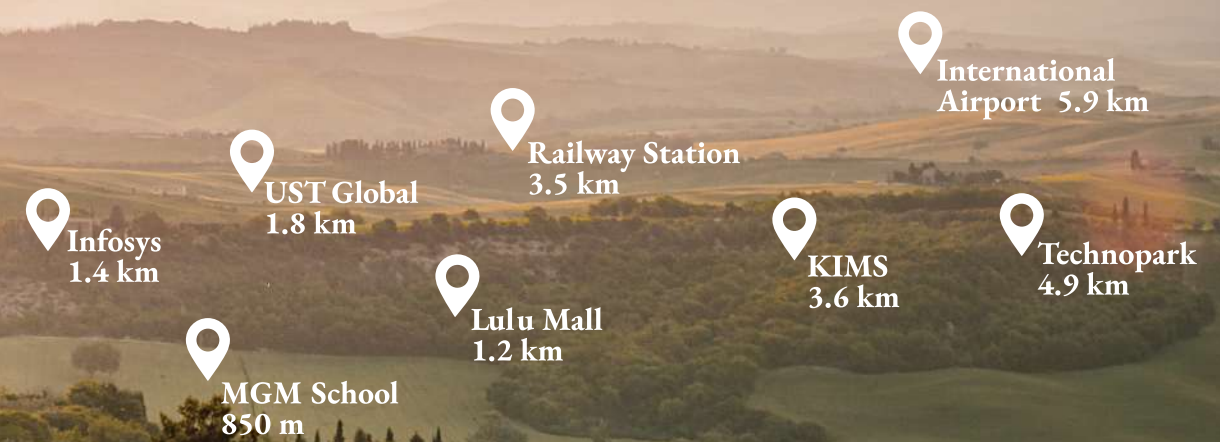 International
Airport 5.9 km
Railway Station
3.5 km
UST Global
1.8 km
Infosys
1.4 km
KIMS
3.6 km
Technopark
4.9 km
Lulu Mall
1.2 km
MGM School
850 m